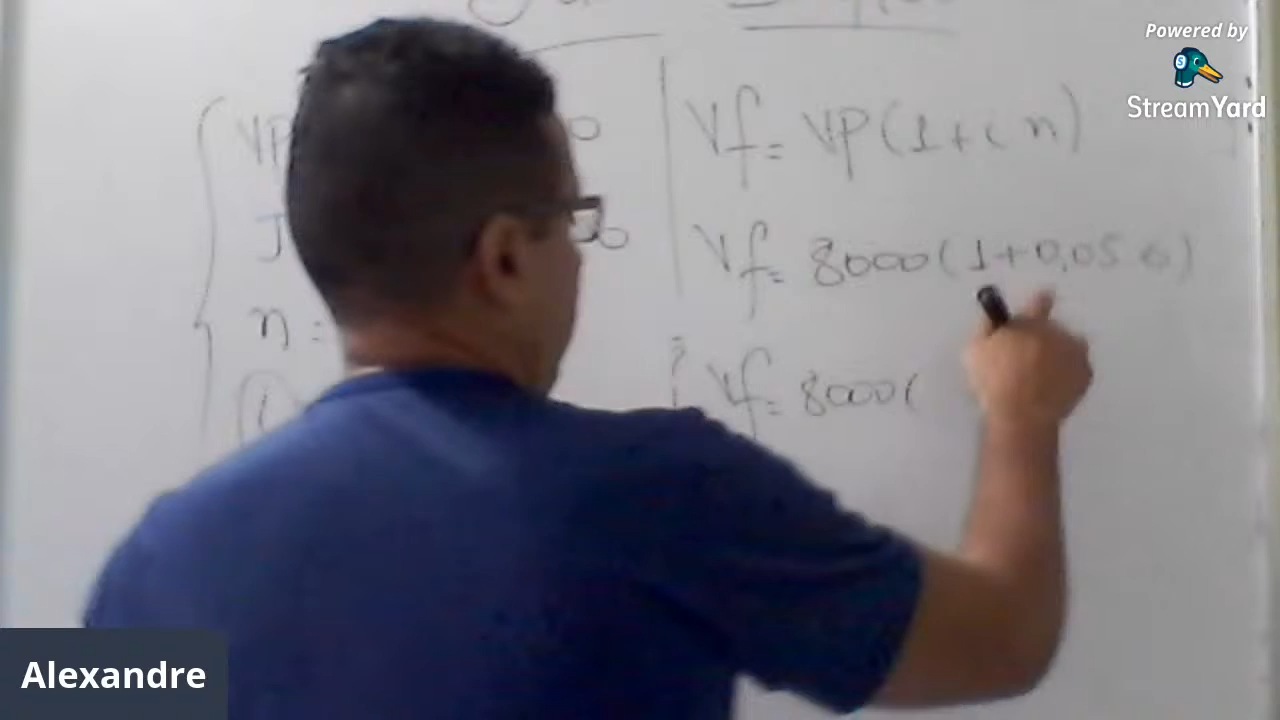 Powered by
StreamYard
VP
Vf = VP(1+i n)
J
Vf = 8000(1+0,05 6)
n =
i
Vf = 8000(
Alexandre